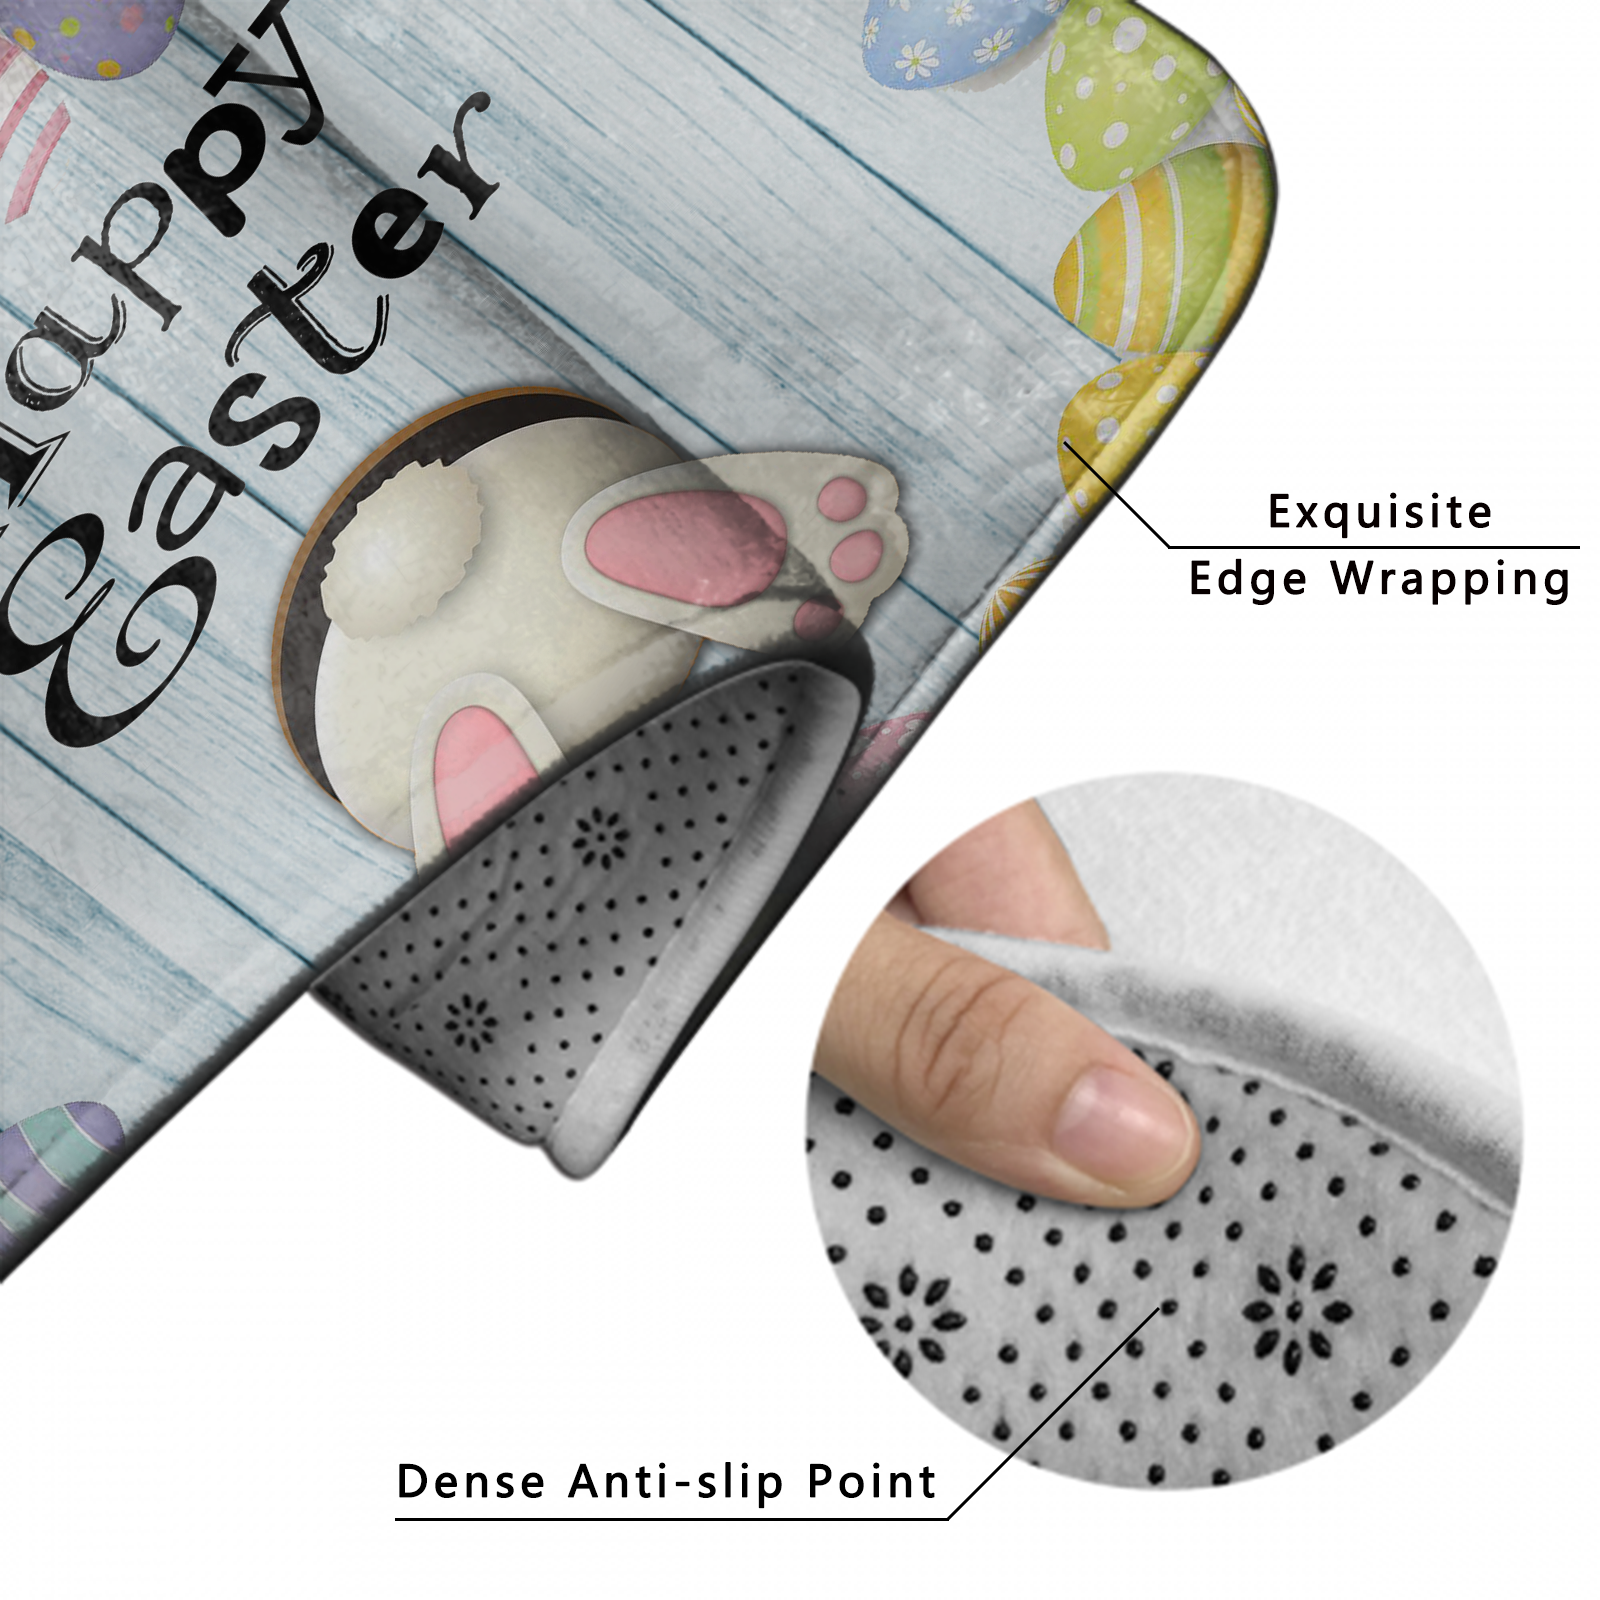 Happy
Easter
Exquisite
Edge Wrapping
Dense Anti-slip Point